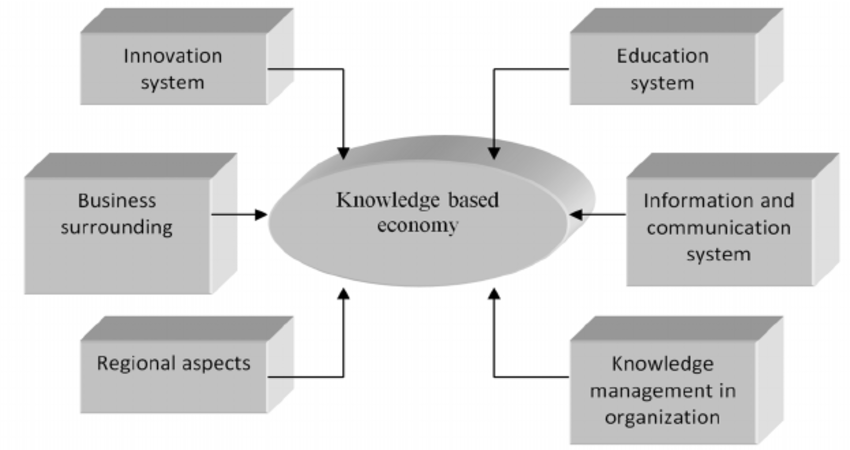 Innovation
system
Education
system
Business
surrounding
Knowledge based
economy
Information and
communication
system
Regional aspects
Knowledge
management in
organization